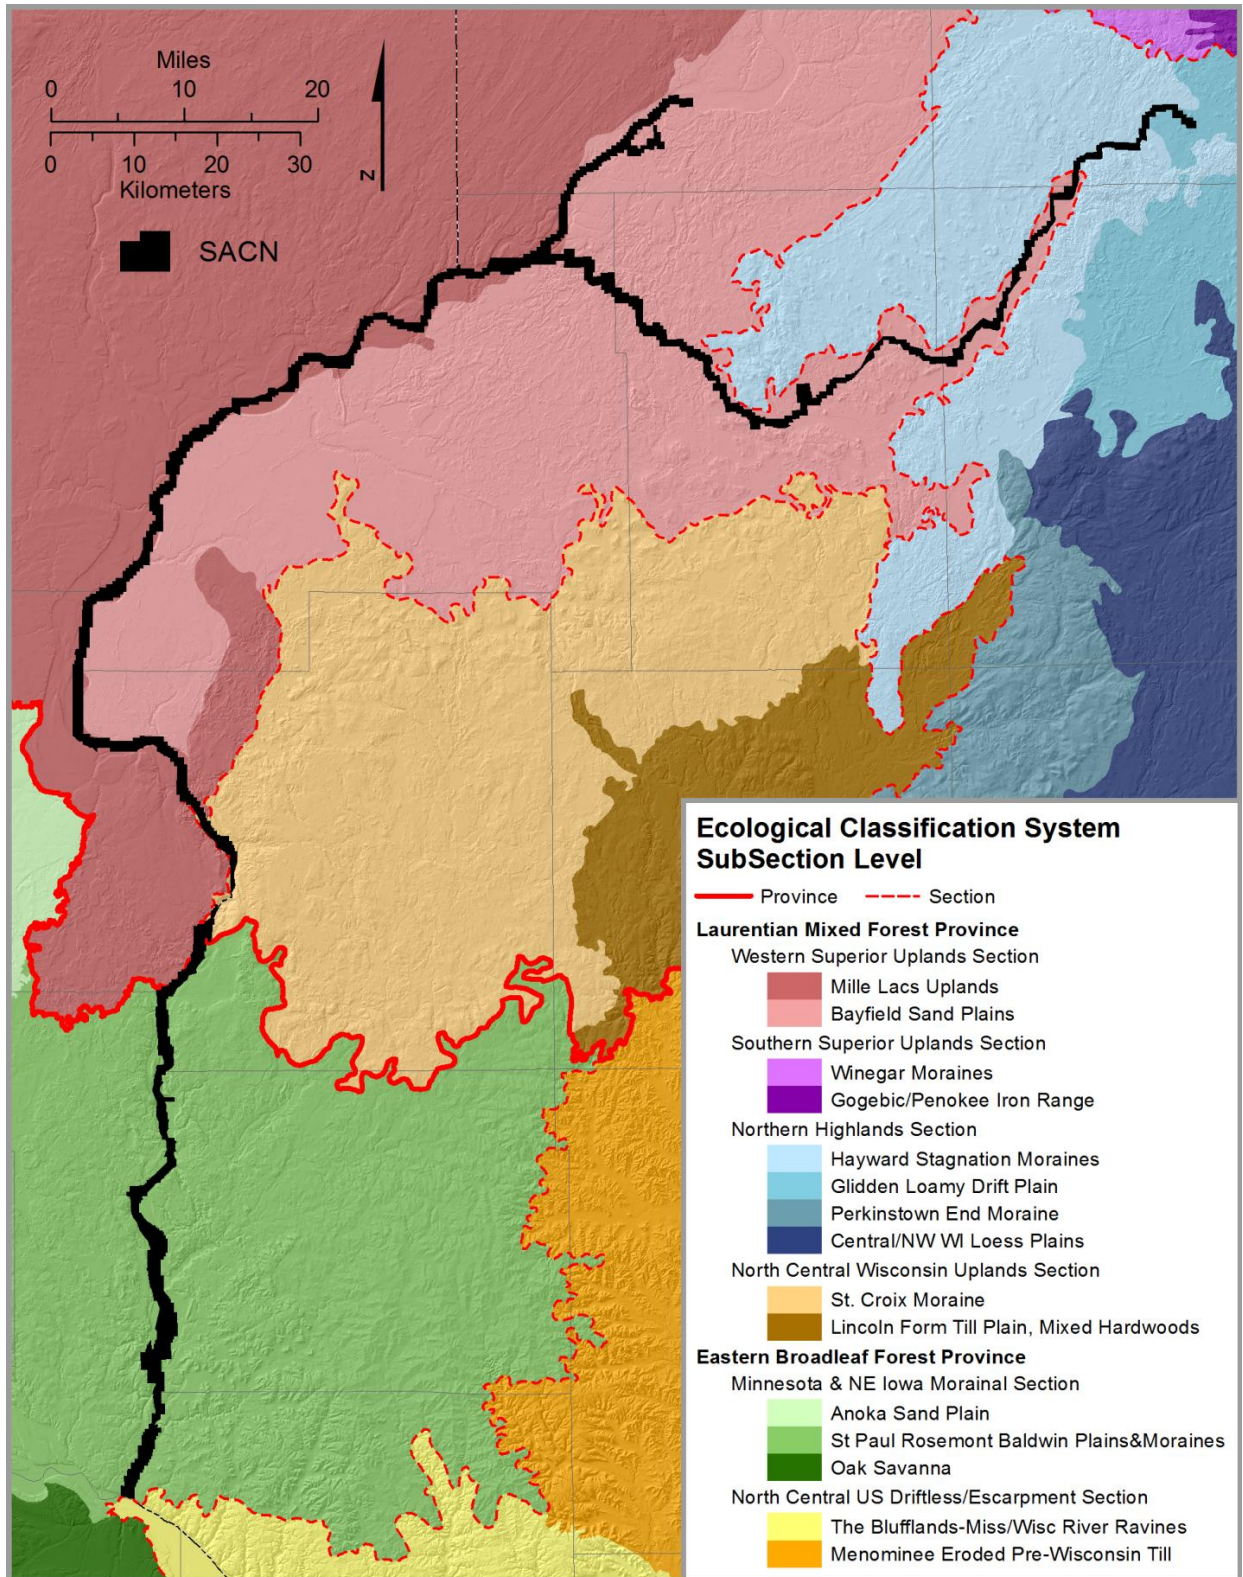 Miles
0 10 20
0 10 20 30
Kilometers
N
SACN
Ecological Classification System
SubSection Level
Province Section
Laurentian Mixed Forest Province
Western Superior Uplands Section
Mille Lacs Uplands
Bayfield Sand Plains
Southern Superior Uplands Section
Winegar Moraines
Gogebic/Penokee Iron Range
Northern Highlands Section
Hayward Stagnation Moraines
Glidden Loamy Drift Plain
Perkinstown End Moraine
Central/NW WI Loess Plains
North Central Wisconsin Uplands Section
St. Croix Moraine
Lincoln Form Till Plain, Mixed Hardwoods
Eastern Broadleaf Forest Province
Minnesota & NE Iowa Morainal Section
Anoka Sand Plain
St Paul Rosemont Baldwin Plains&Moraines
Oak Savanna
North Central US Driftless/Escarpment Section
The Blufflands-Miss/Wisc River Ravines
Menominee Eroded Pre-Wisconsin Till